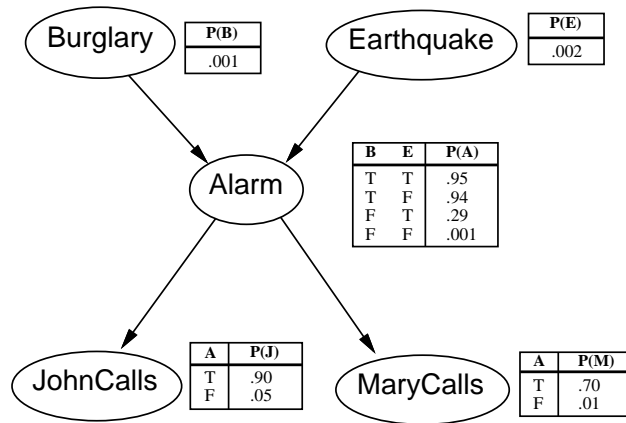 Burglary
P(B)
.001
Earthquake
P(E)
.002
Alarm
B E P(A)
T T .95
T F .94
F T .29
F F .001
JohnCalls
A P(J)
T .90
F .05
MaryCalls
A P(M)
T .70
F .01